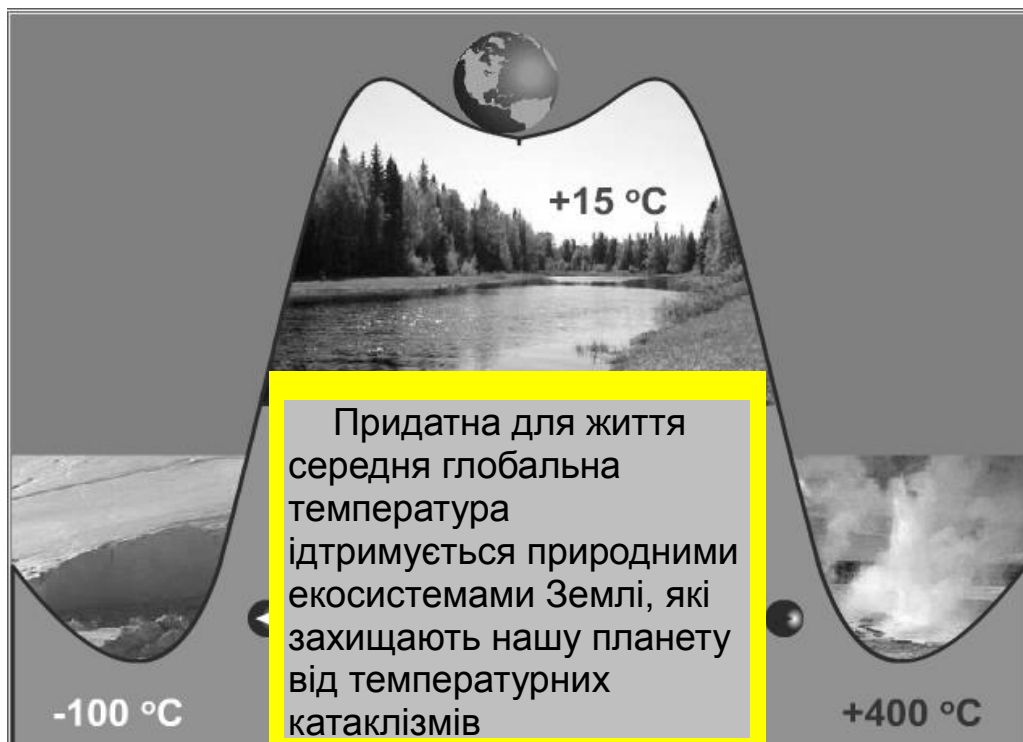 +15 °C
Придатна для життя
середня глобальна
температура
ідтримується природними
екосистемами Землі, які
захищають нашу планету
від температурних
катаклізмів
-100 °C
+400 °C